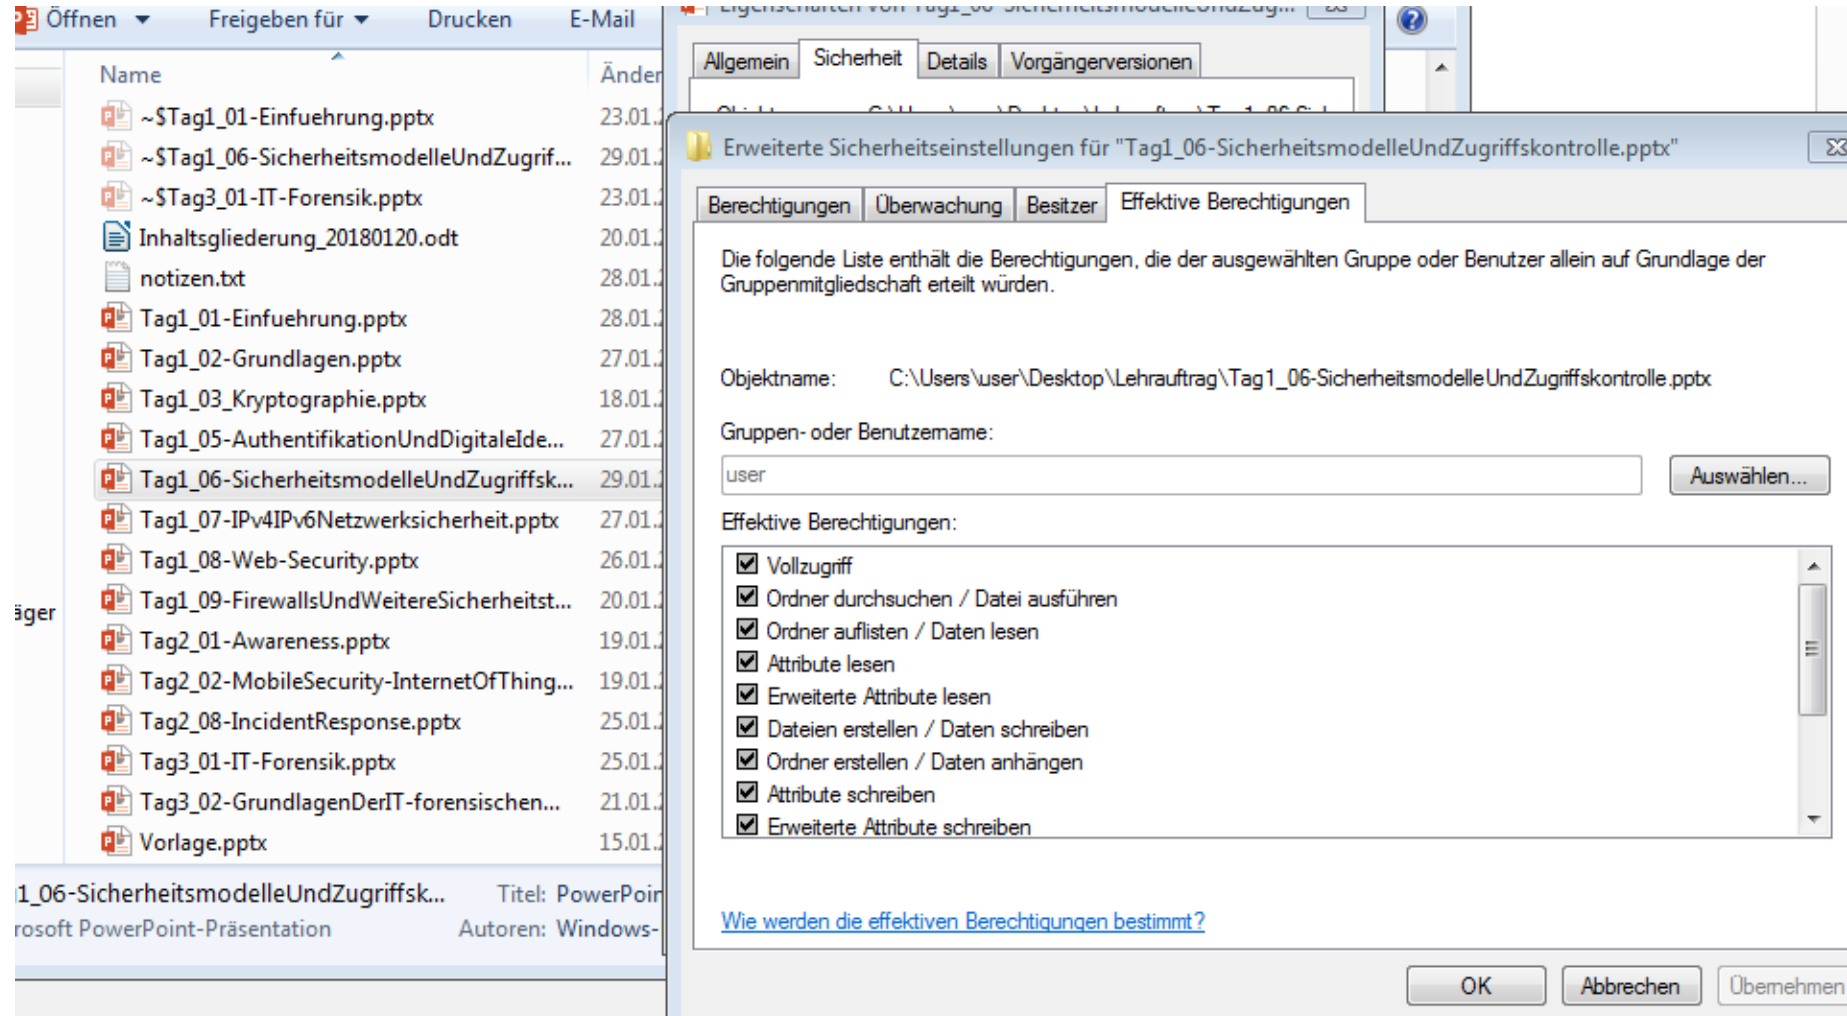 Öffnen
Freigeben für
Drucken
E-Mail
Name
Änder
~$Tag1_01-Einfuehrung.pptx
23.01.
~$Tag1_06-SicherheitsmodelleUndZugrif...
29.01.
~$Tag3_01-IT-Forensik.pptx
23.01.
Inhaltsgliederung_20180120.odt
20.01.
notizen.txt
28.01.
Tag1_01-Einfuehrung.pptx
28.01.
Tag1_02-Grundlagen.pptx
27.01.
Tag1_03_Kryptographie.pptx
18.01.
Tag1_05-AuthentifikationUndDigitaleIde...
27.01.
Tag1_06-SicherheitsmodelleUndZugriffsk...
29.01.
Tag1_07-IPv4IPv6Netzwerksicherheit.pptx
27.01.
Tag1_08-Web-Security.pptx
26.01.
Tag1_09-FirewallsUndWeitereSicherheitst...
20.01.
äger
Tag2_01-Awareness.pptx
19.01.
Tag2_02-MobileSecurity-InternetOfThing...
19.01.
Tag2_08-IncidentResponse.pptx
25.01.
Tag3_01-IT-Forensik.pptx
25.01.
Tag3_02-GrundlagenDerIT-forensischen...
21.01.
Vorlage.pptx
15.01.
1_06-SicherheitsmodelleUndZugriffsk...
Titel: PowerPoin
rosoft PowerPoint-Präsentation
Autoren: Windows-
Eigenschaften von Tag1_06-SicherheitsmodelleUndZug...
Allgemein
Sicherheit
Details
Vorgängerversionen
Erweiterte Sicherheitseinstellungen für "Tag1_06-SicherheitsmodelleUndZugriffskontrolle.pptx"
Berechtigungen
Überwachung
Besitzer
Effektive Berechtigungen
Die folgende Liste enthält die Berechtigungen, die der ausgewählten Gruppe oder Benutzer allein auf Grundlage der
Gruppenmitgliedschaft erteilt würden.
Objektname: C:\Users\user\Desktop\Lehrauftrag\Tag1_06-SicherheitsmodelleUndZugriffskontrolle.pptx
Gruppen- oder Benutzername:
user
Auswählen...
Effektive Berechtigungen:
Vollzugriff
Ordner durchsuchen / Datei ausführen
Ordner auflisten / Daten lesen
Attribute lesen
Erweiterte Attribute lesen
Dateien erstellen / Daten schreiben
Ordner erstellen / Daten anhängen
Attribute schreiben
Erweiterte Attribute schreiben
Wie werden die effektiven Berechtigungen bestimmt?
OK
Abbrechen
Übernehmen